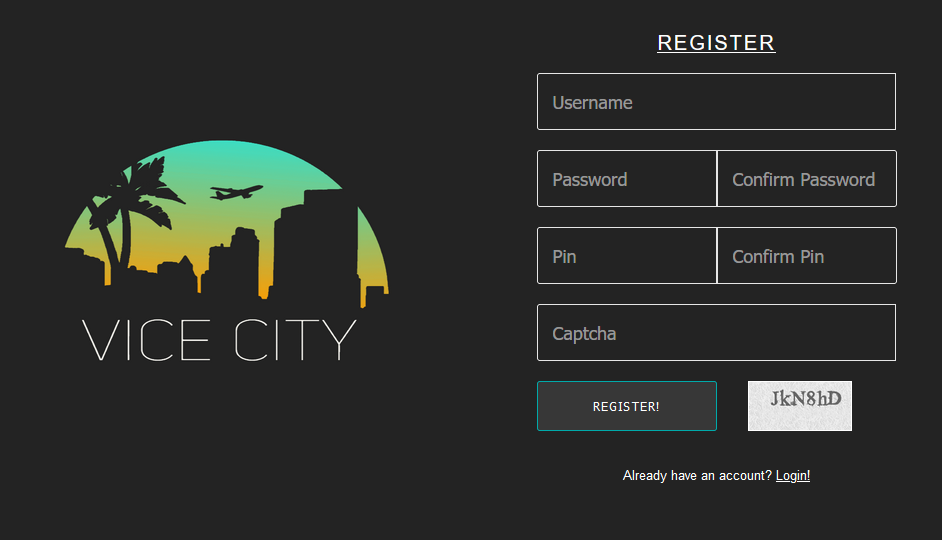 REGISTER
Username
Password Confirm Password
Pin Confirm Pin
Captcha
REGISTER! JkN8hD
Already have an account? Login!
VICE CITY